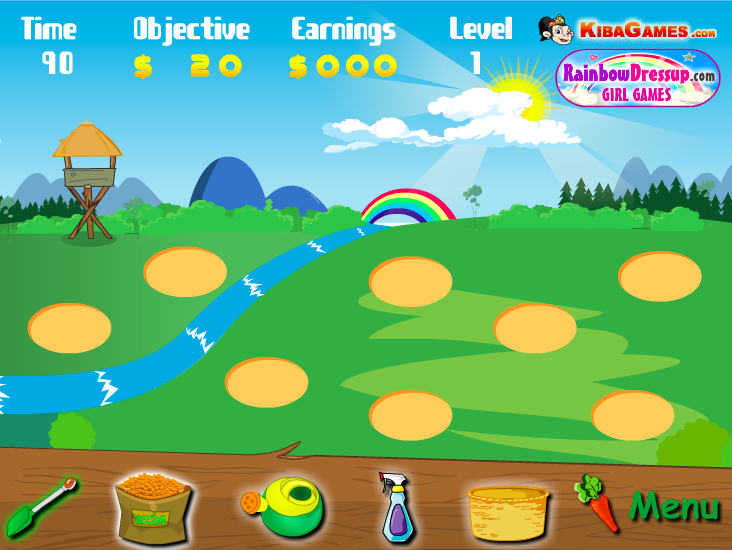 Time Objective Earnings Level
90 $ 20 $000 1
KIBAGAMES.COM
RainbowDressup.com
GIRL GAMES
Menu